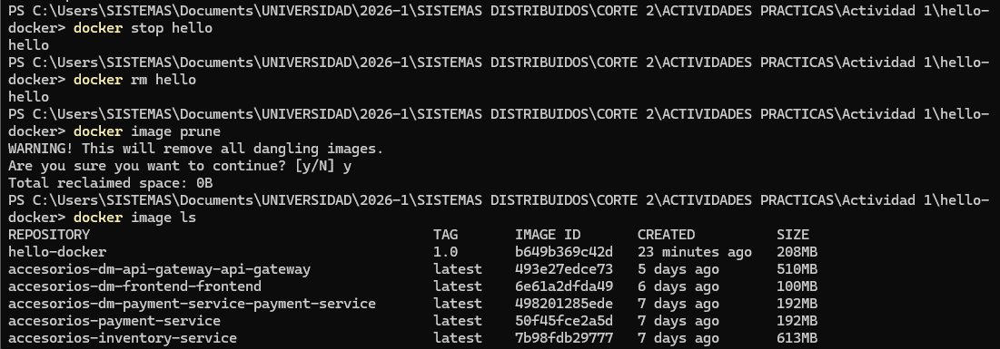 PS C:\Users\SISTEMAS\Documents\UNIVERSIDAD\2026-1\SISTEMAS DISTRIBUIDOS\CORTE 2\ACTIVIDADES PRACTICAS\Actividad 1\hello-
docker> docker stop hello
hello
PS C:\Users\SISTEMAS\Documents\UNIVERSIDAD\2026-1\SISTEMAS DISTRIBUIDOS\CORTE 2\ACTIVIDADES PRACTICAS\Actividad 1\hello-
docker> docker rm hello
hello
PS C:\Users\SISTEMAS\Documents\UNIVERSIDAD\2026-1\SISTEMAS DISTRIBUIDOS\CORTE 2\ACTIVIDADES PRACTICAS\Actividad 1\hello-
docker> docker image prune
WARNING! This will remove all dangling images.
Are you sure you want to continue? [y/N] y
Total reclaimed space: 0B
PS C:\Users\SISTEMAS\Documents\UNIVERSIDAD\2026-1\SISTEMAS DISTRIBUIDOS\CORTE 2\ACTIVIDADES PRACTICAS\Actividad 1\hello-
docker> docker image ls
REPOSITORY TAG IMAGE ID CREATED SIZE
hello-docker 1.0 b649b369c42d 23 minutes ago 208MB
accesorios-dm-api-gateway-api-gateway latest 493e27edce73 5 days ago 510MB
accesorios-dm-frontend-frontend latest 6e61a2dfda49 6 days ago 100MB
accesorios-dm-payment-service-payment-service latest 498201285ede 7 days ago 192MB
accesorios-payment-service latest 50f45fce2a5d 7 days ago 192MB
accesorios-inventory-service latest 7b98fdb29777 7 days ago 613MB